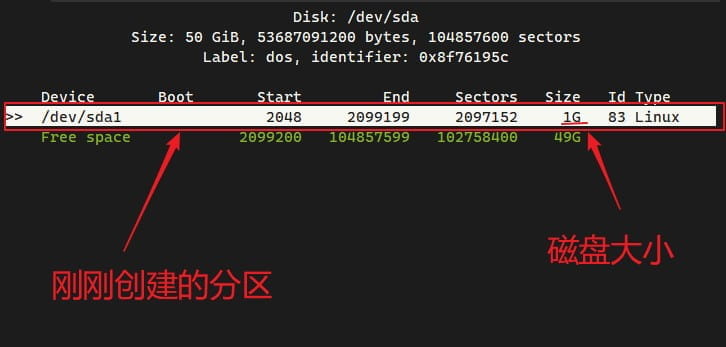 Disk: /dev/sda
Size: 50 GiB, 53687091200 bytes, 104857600 sectors
Label: dos, identifier: 0x8f76195c
Device Boot Start End Sectors Size Id Type
>> /dev/sda1 2048 2099199 2097152 1G 83 Linux
Free space 2099200 104857599 102758400 49G
磁盘大小
刚刚创建的分区